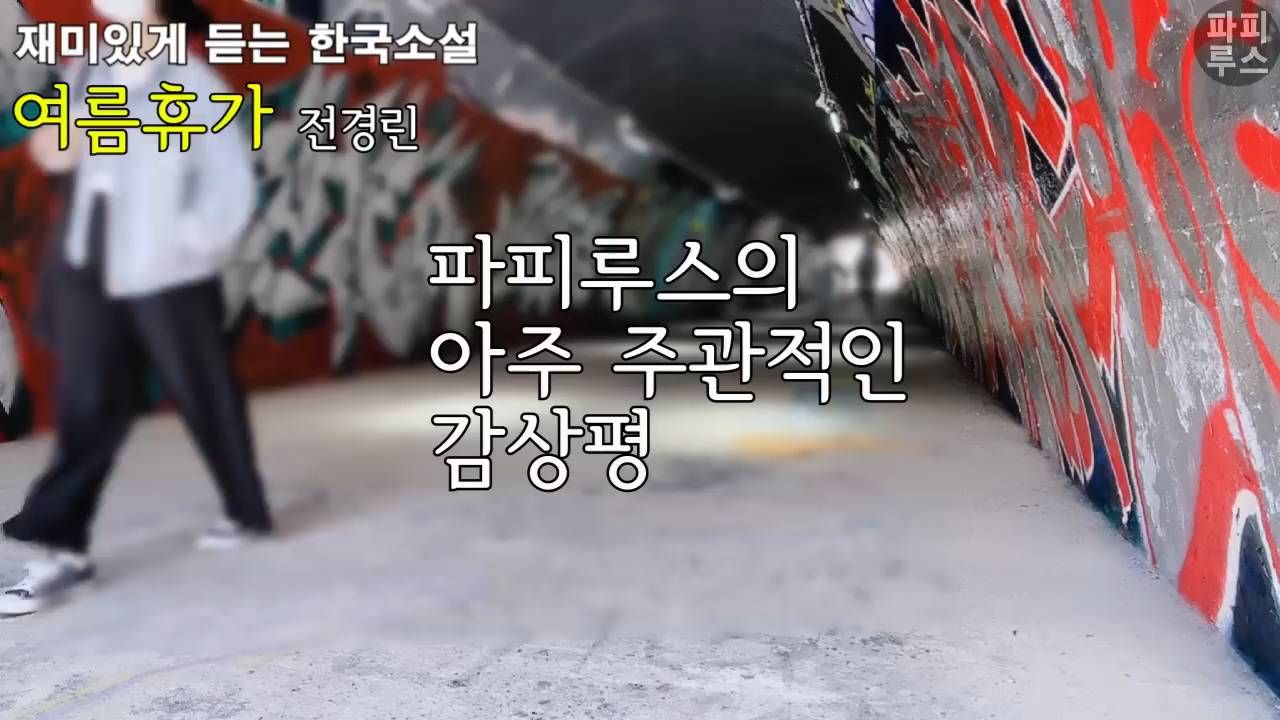 재미있게 듣는 한국소설
여름휴가 전경린
파피
루스
파피루스의
아주 주관적인
감상평